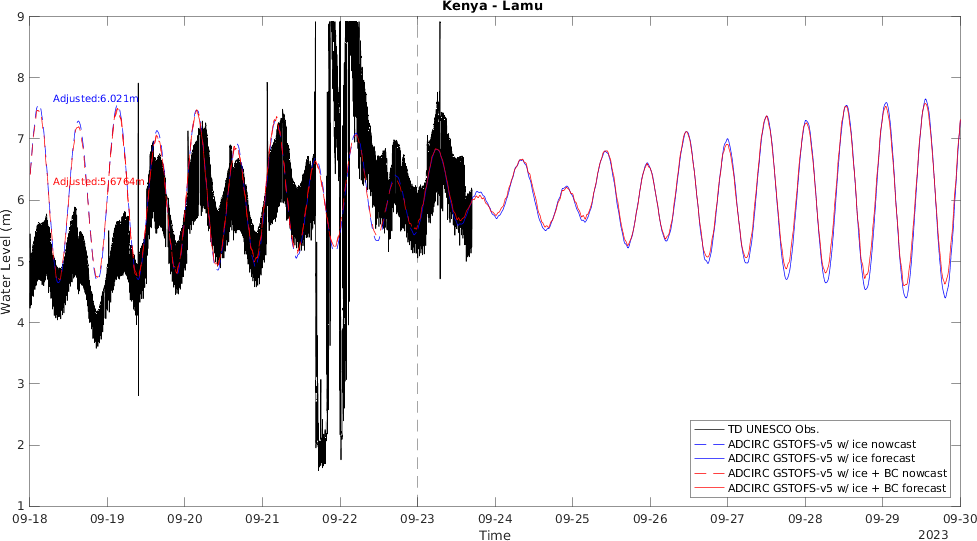 Kenya - Lamu
9
8
7
6
5
4
3
2
1
Water Level (m)
Adjusted:6.021m
Adjusted:5.6764m
TD UNESCO Obs.
ADCIRC GSTOFS-v5 w/ ice nowcast
ADCIRC GSTOFS-v5 w/ ice forecast
ADCIRC GSTOFS-v5 w/ ice + BC nowcast
ADCIRC GSTOFS-v5 w/ ice + BC forecast
09-18 09-19 09-20 09-21 09-22 09-23 09-24 09-25 09-26 09-27 09-28 09-29 09-30
Time
2023